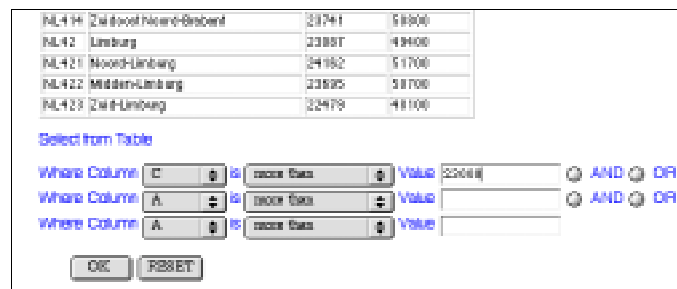 NL414 Zuidoost Noord-Brabant 23741 50800
NL42 Limburg 23087 49400
NL421 Noord-Limburg 24162 51700
NL422 Midden-Limburg 23695 50700
NL423 Zuid-Limburg 22479 48100
Select from Table
Where Column C is more than Value 22000 AND OR
Where Column A is more than Value AND OR
Where Column A is more than Value
OK RESET